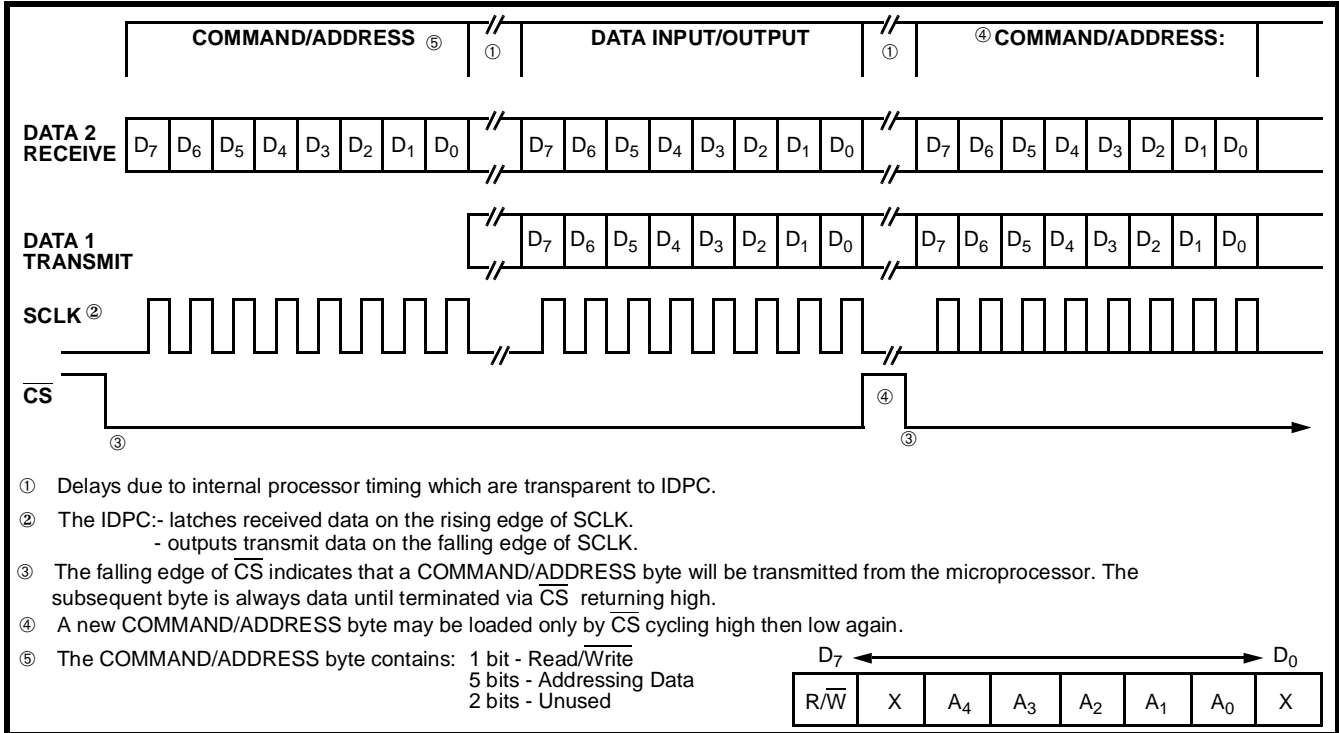 COMMAND/ADDRESS ⑤ ① DATA INPUT/OUTPUT ① ④ COMMAND/ADDRESS:
DATA 2
RECEIVE D7 D6 D5 D4 D3 D2 D1 D0 D7 D6 D5 D4 D3 D2 D1 D0 D7 D6 D5 D4 D3 D2 D1 D0
DATA 1
TRANSMIT D7 D6 D5 D4 D3 D2 D1 D0 D7 D6 D5 D4 D3 D2 D1 D0
SCLK ②
CS ④
③ ③
① Delays due to internal processor timing which are transparent to IDPC.
② The IDPC:- latches received data on the rising edge of SCLK.
- outputs transmit data on the falling edge of SCLK.
③ The falling edge of CS indicates that a COMMAND/ADDRESS byte will be transmitted from the microprocessor. The
subsequent byte is always data until terminated via CS returning high.
④ A new COMMAND/ADDRESS byte may be loaded only by CS cycling high then low again.
⑤ The COMMAND/ADDRESS byte contains: 1 bit - Read/Write
5 bits - Addressing Data
2 bits - Unused
D7 D0
R/W X A4 A3 A2 A1 A0 X